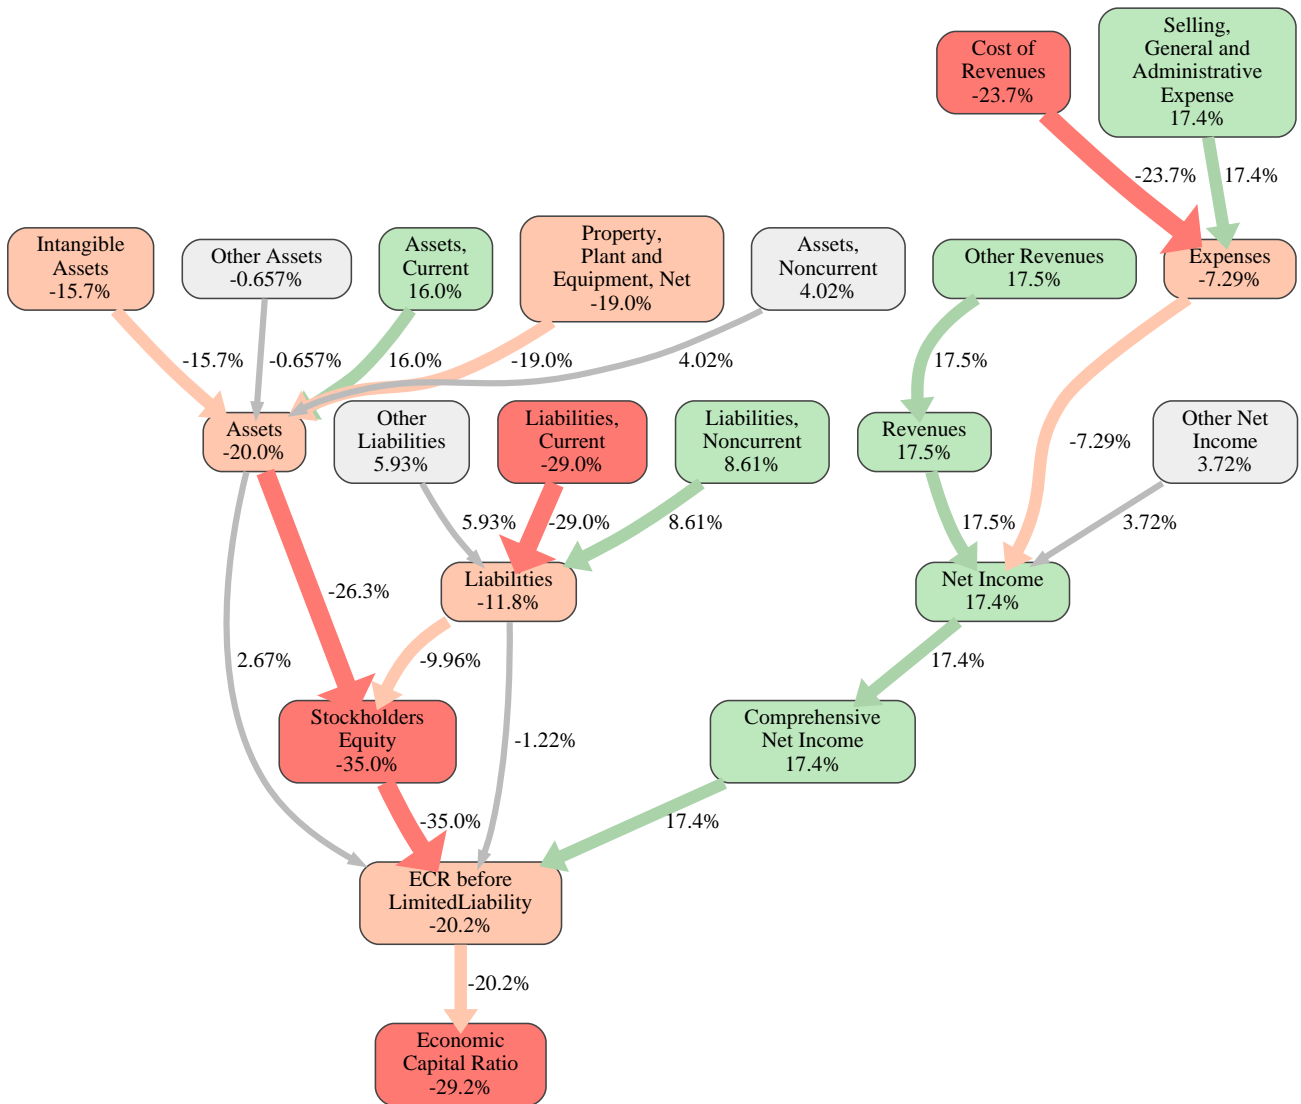 Cost of
Revenues
-23.7%
Selling,
General and
Administrative
Expense
17.4%
-23.7%
17.4%
Intangible
Assets
-15.7%
Other Assets
-0.657%
Assets,
Current
16.0%
Property,
Plant and
Equipment, Net
-19.0%
Assets,
Noncurrent
4.02%
Other Revenues
17.5%
Expenses
-7.29%
-15.7%
-0.657%
16.0%
-19.0%
4.02%
17.5%
Assets
-20.0%
Other
Liabilities
5.93%
Liabilities,
Current
-29.0%
Liabilities,
Noncurrent
8.61%
Revenues
17.5%
-7.29%
Other Net
Income
3.72%
5.93%
-29.0%
8.61%
17.5%
3.72%
-26.3%
Liabilities
-11.8%
Net Income
17.4%
2.67%
-9.96%
17.4%
Stockholders
Equity
-35.0%
-1.22%
Comprehensive
Net Income
17.4%
-35.0%
17.4%
ECR before
LimitedLiability
-20.2%
-20.2%
Economic
Capital Ratio
-29.2%